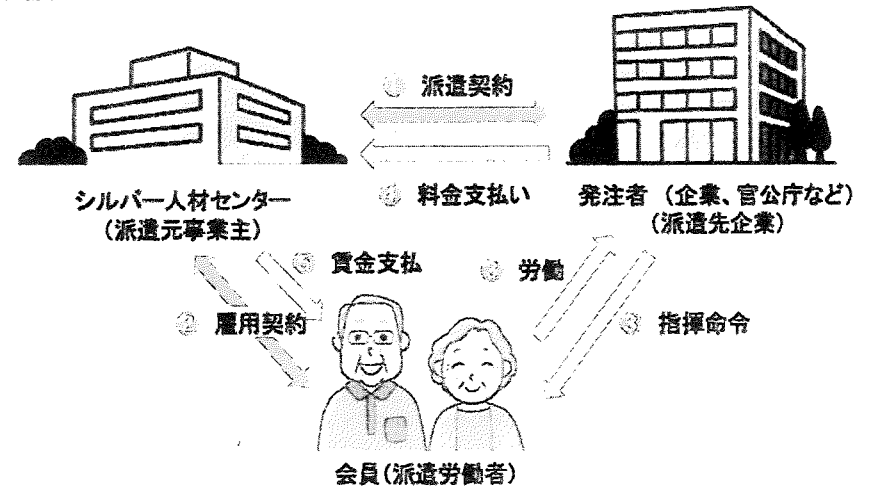 派遣契約
料金支払い
シルバー人材センター
(派遣元事業主)
発注者 (企業、官公庁など)
(派遣先企業)
⑤ 賃金支払
労働
② 雇用契約
③ 指揮命令
会員(派遣労働者)